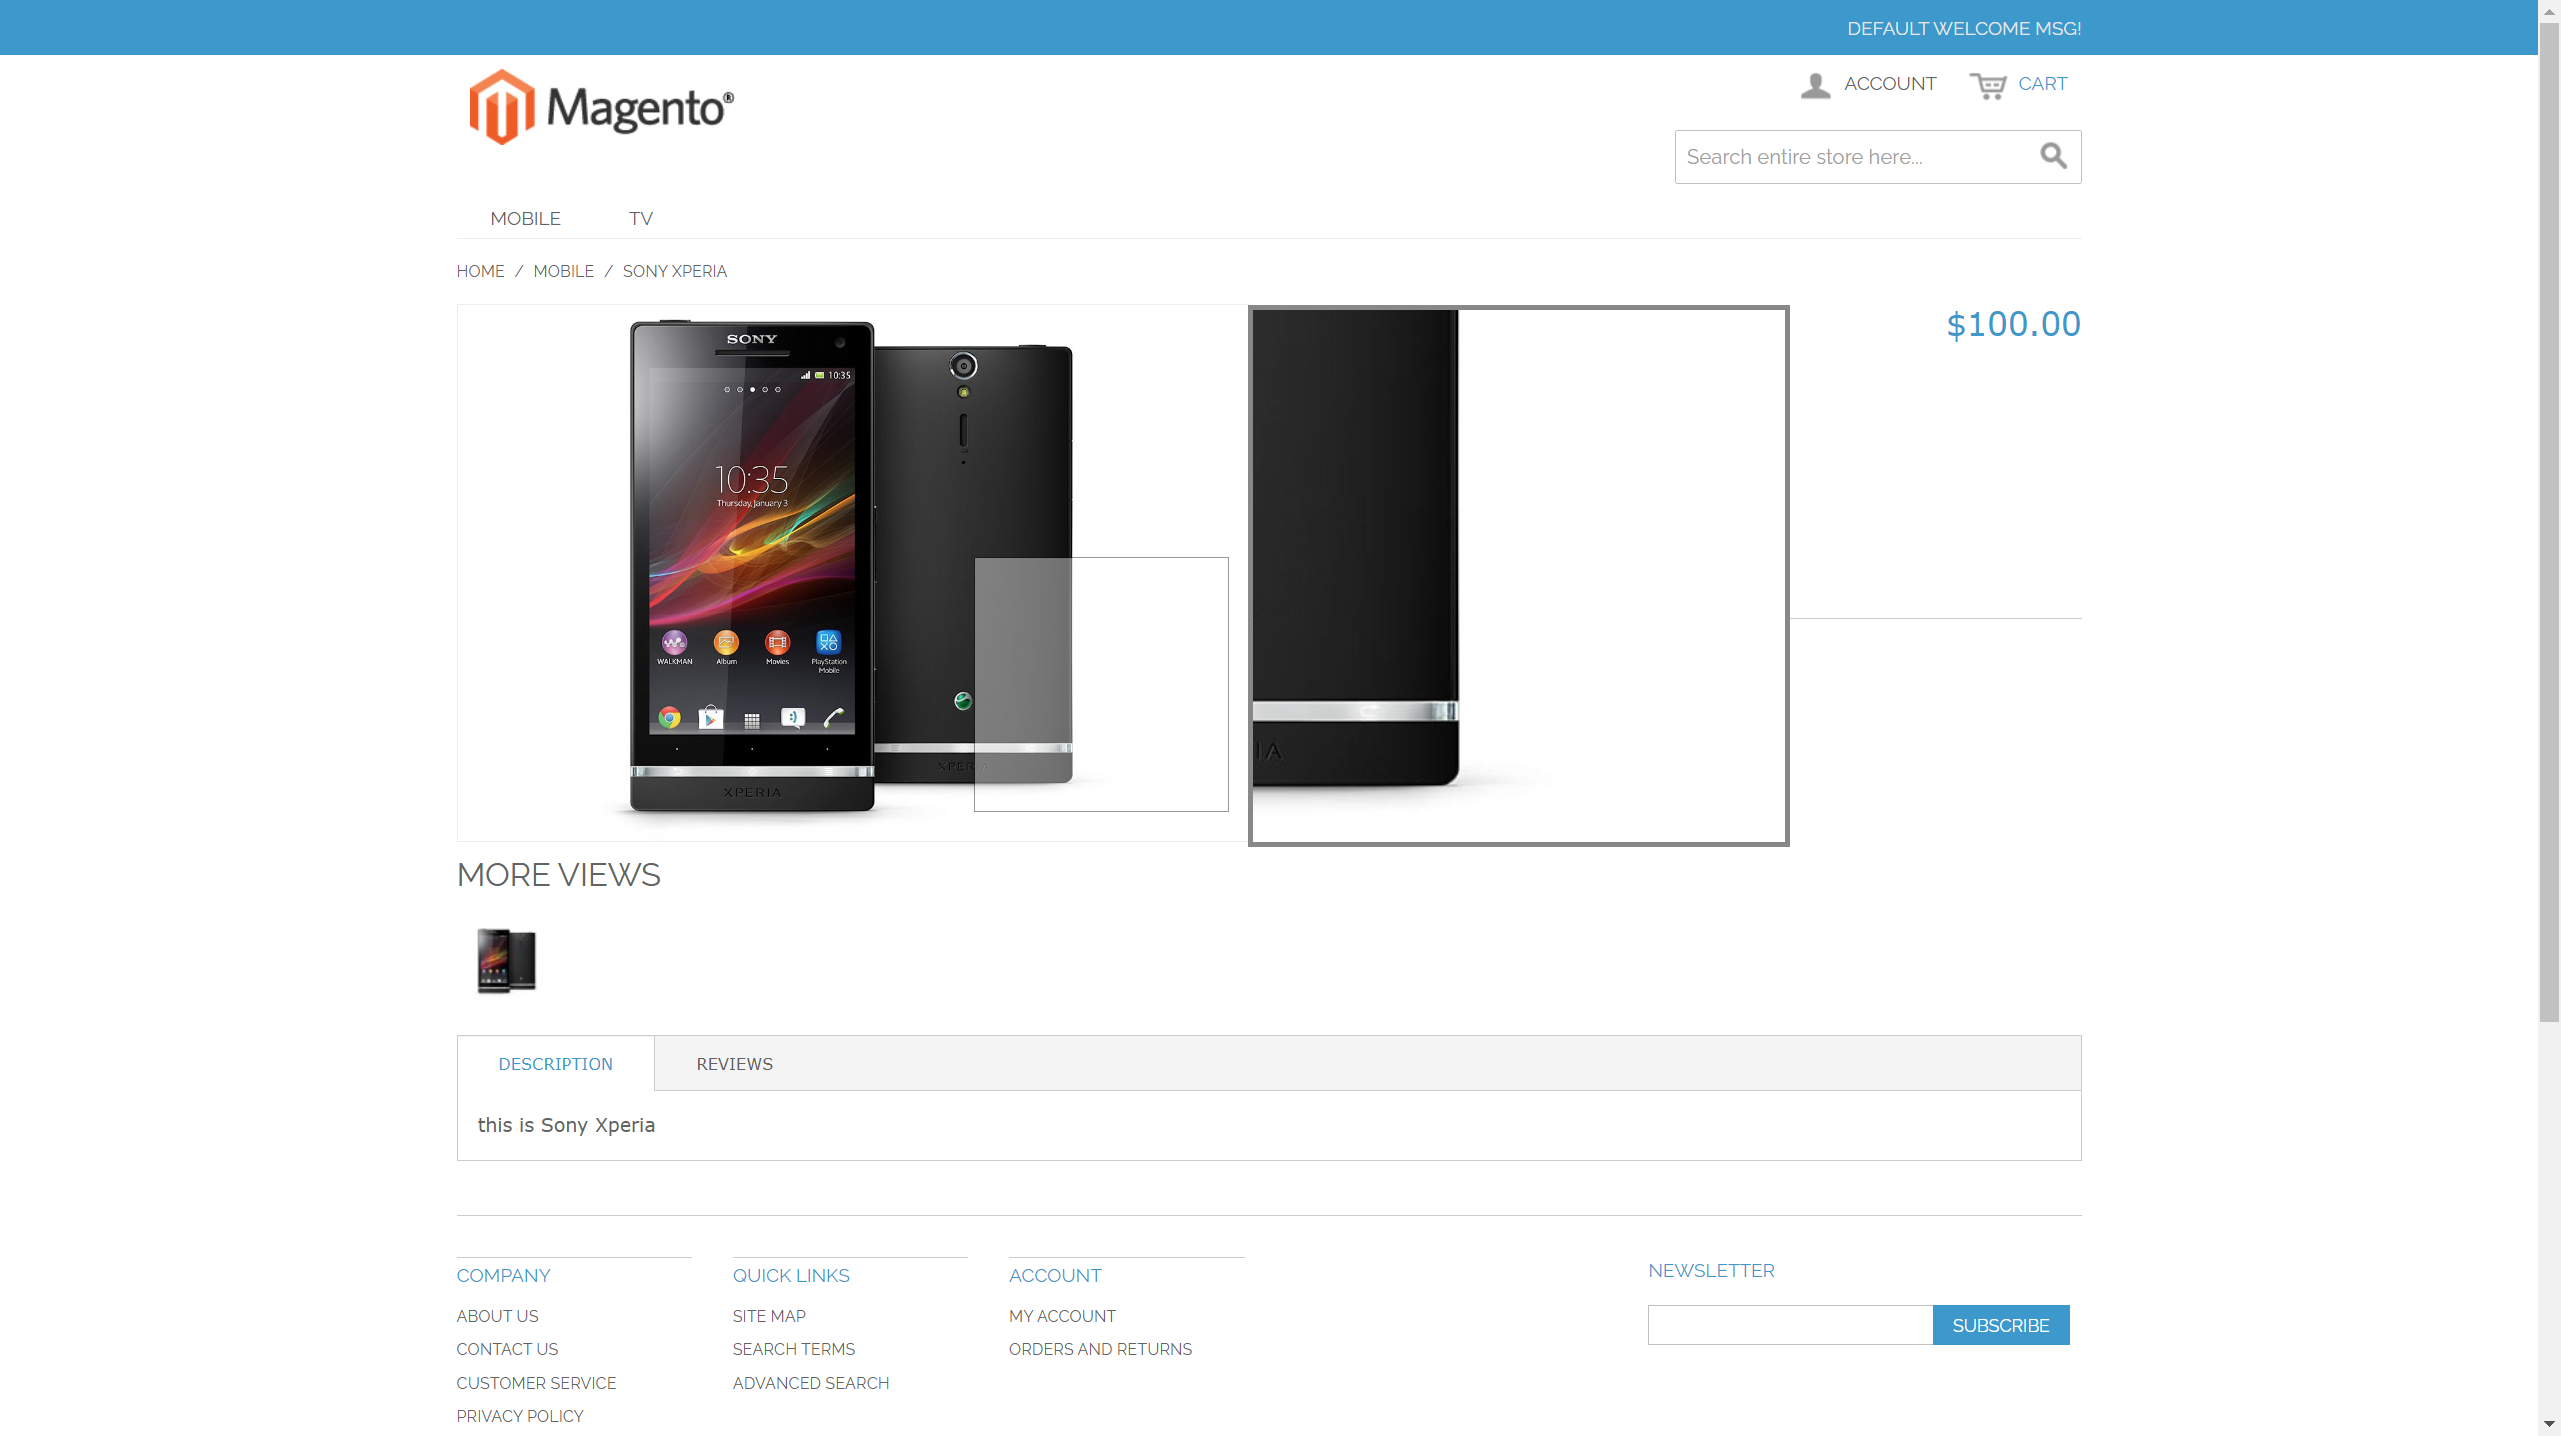 DEFAULT WELCOME MSG!
Magento®
ACCOUNT
CART
Search entire store here...
MOBILE
TV
HOME / MOBILE / SONY XPERIA
$100.00
SONY
10:35
10:35
Thursday, January 3
WALKMAN
Album
Movies
PlayStation Mobile
XPERIA
XPERIA
IA
MORE VIEWS
DESCRIPTION
REVIEWS
this is Sony Xperia
COMPANY
ABOUT US
CONTACT US
CUSTOMER SERVICE
PRIVACY POLICY
QUICK LINKS
SITE MAP
SEARCH TERMS
ADVANCED SEARCH
ACCOUNT
MY ACCOUNT
ORDERS AND RETURNS
NEWSLETTER
SUBSCRIBE